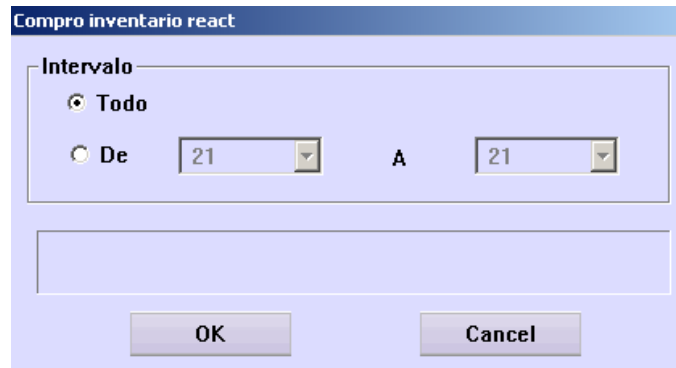 Compro inventario react
Intervalo
Todo
De 21 A 21
OK Cancel